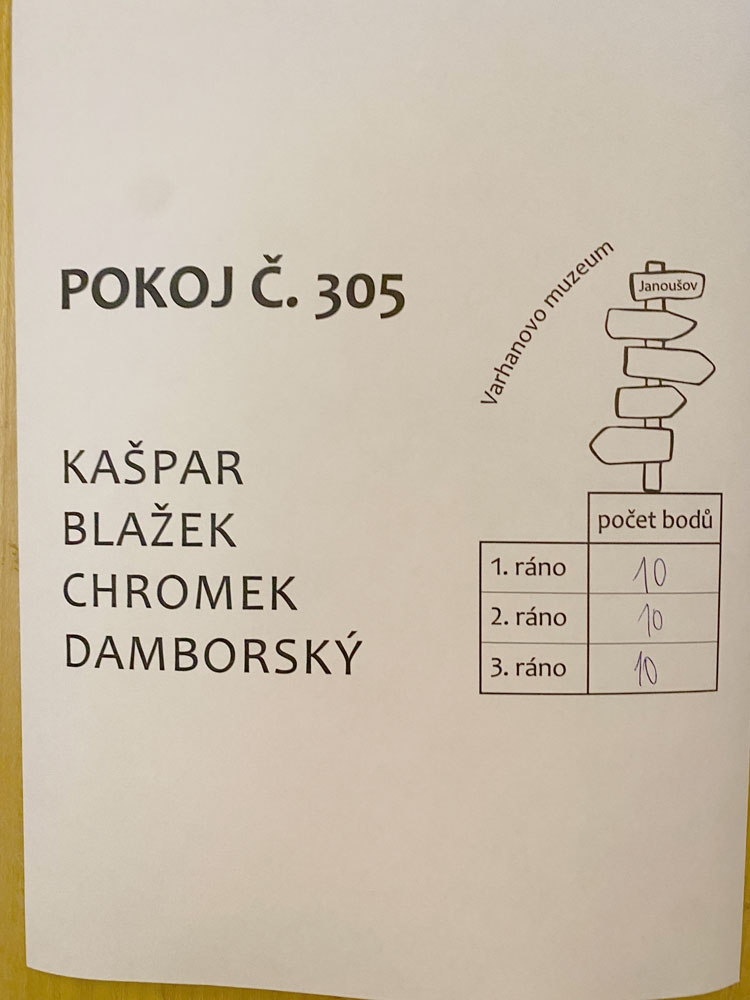 POKOJ Č. 305
KAŠPAR
BLAŽEK
CHROMEK
DAMBORSKÝ
Varhanovo muzeum
Janoušov
počet bodů
1. ráno 10
2. ráno 10
3. ráno 10